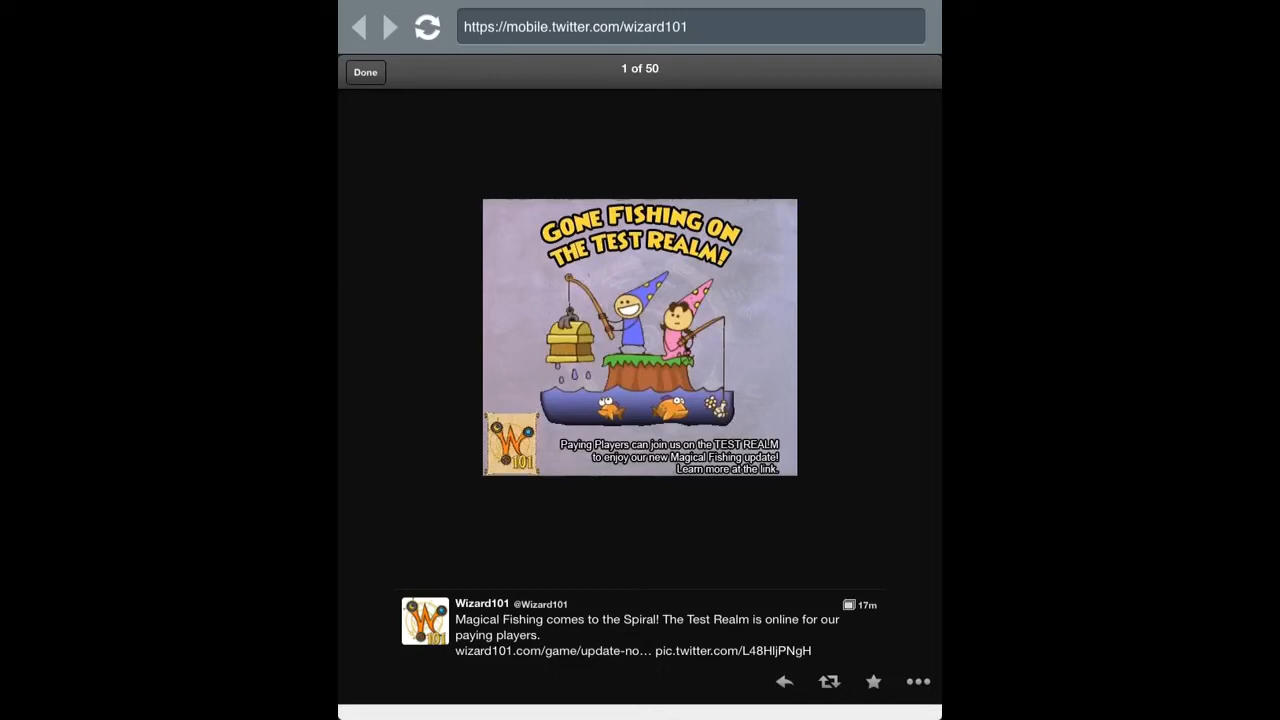 https://mobile.twitter.com/wizard101
Done
1 of 50
GONE FISHING ON
THE TEST REALM!
W
101
Paying Players can join us on the TEST REALM
to enjoy our new Magical Fishing update!
Learn more at the link.
Wizard101 @Wizard101
17m
W
101
Magical Fishing comes to the Spiral! The Test Realm is online for our
paying players.
wizard101.com/game/update-no… pic.twitter.com/L48HljPNgH